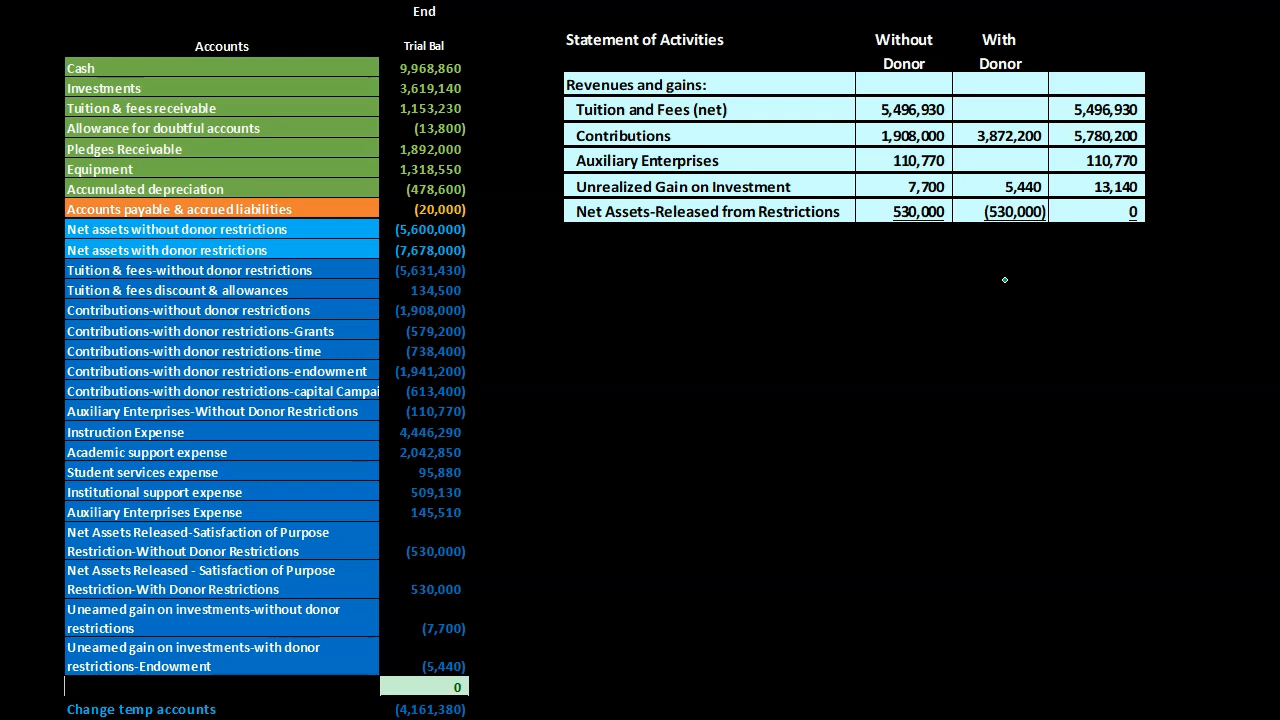 End
Accounts Trial Bal
Cash 9,968,860
Investments 3,619,140
Tuition & fees receivable 1,153,230
Allowance for doubtful accounts (13,800)
Pledges Receivable 1,892,000
Equipment 1,318,550
Accumulated depreciation (478,600)
Accounts payable & accrued liabilities (20,000)
Net assets without donor restrictions (5,600,000)
Net assets with donor restrictions (7,678,000)
Tuition & fees-without donor restrictions (5,631,430)
Tuition & fees discount & allowances 134,500
Contributions-without donor restrictions (1,908,000)
Contributions-with donor restrictions-Grants (579,200)
Contributions-with donor restrictions-time (738,400)
Contributions-with donor restrictions-endowment (1,941,200)
Contributions-with donor restrictions-capital Campai (613,400)
Auxiliary Enterprises-Without Donor Restrictions (110,770)
Instruction Expense 4,446,290
Academic support expense 2,042,850
Student services expense 95,880
Institutional support expense 509,130
Auxiliary Enterprises Expense 145,510
Net Assets Released-Satisfaction of Purpose
Restriction-Without Donor Restrictions (530,000)
Net Assets Released - Satisfaction of Purpose
Restriction-With Donor Restrictions 530,000
Unearned gain on investments-without donor
restrictions (7,700)
Unearned gain on investments-with donor
restrictions-Endowment (5,440)
0
Change temp accounts (4,161,380)
Statement of Activities Without With
Donor Donor
Revenues and gains:
Tuition and Fees (net) 5,496,930 5,496,930
Contributions 1,908,000 3,872,200 5,780,200
Auxiliary Enterprises 110,770 110,770
Unrealized Gain on Investment 7,700 5,440 13,140
Net Assets-Released from Restrictions 530,000 (530,000) 0